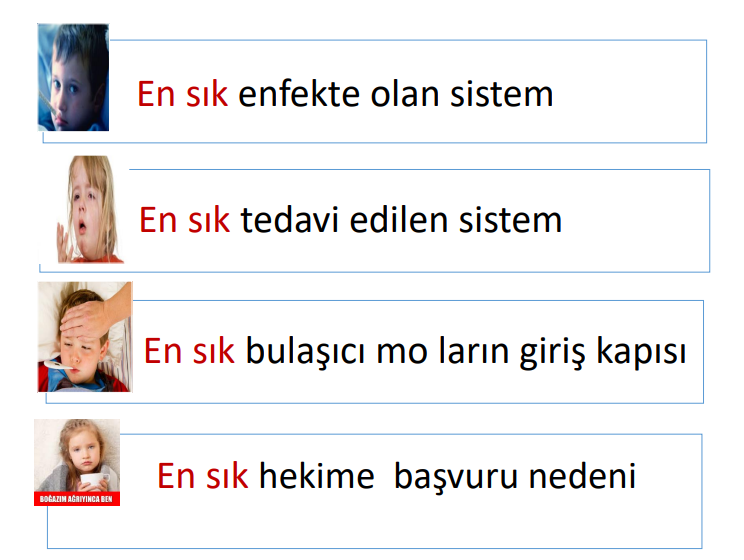 En sık enfekte olan sistem
En sık tedavi edilen sistem
En sık bulaşıcı mo ların giriş kapısı
BOĞAZIM AĞRIYINCA BEN
En sık hekime başvuru nedeni